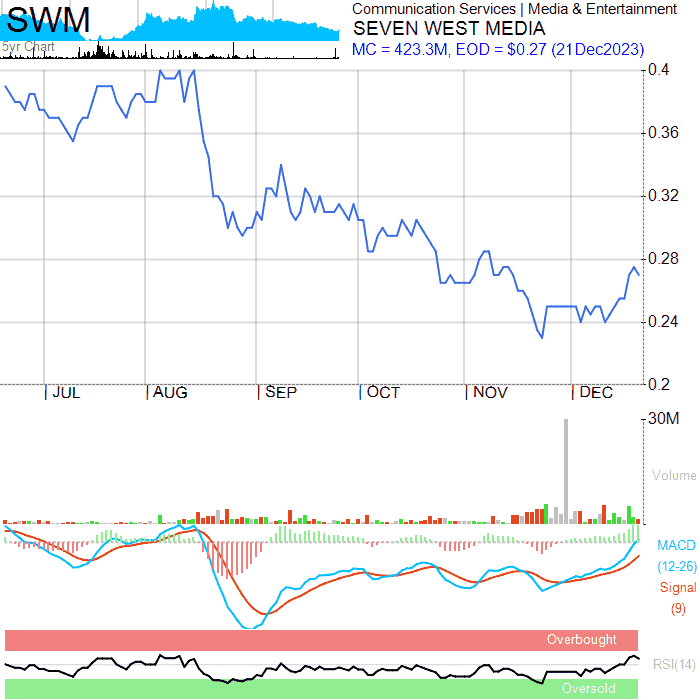 SWM
5yr Chart
Communication Services | Media & Entertainment
SEVEN WEST MEDIA
MC = 423.3M, EOD = $0.27 (21Dec2023)
0.4
0.36
0.32
0.28
0.24
0.2
| JUL | AUG | SEP | OCT | NOV | DEC
30M
Volume
MACD
(12-26)
Signal
(9)
Overbought
RSI(14)
Oversold